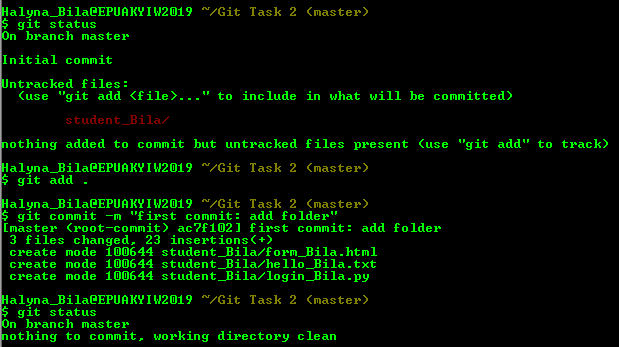 Halyna_Bila@EPUAKYIW2019 ~/Git Task 2 (master)
$ git status
On branch master
Initial commit
Untracked files:
  (use "git add <file>..." to include in what will be committed)
        student_Bila/
nothing added to commit but untracked files present (use "git add" to track)
Halyna_Bila@EPUAKYIW2019 ~/Git Task 2 (master)
$ git add .
Halyna_Bila@EPUAKYIW2019 ~/Git Task 2 (master)
$ git commit -m "first commit: add folder"
[master (root-commit) ac7f102] first commit: add folder
 3 files changed, 23 insertions(+)
 create mode 100644 student_Bila/form_Bila.html
 create mode 100644 student_Bila/hello_Bila.txt
 create mode 100644 student_Bila/login_Bila.py
Halyna_Bila@EPUAKYIW2019 ~/Git Task 2 (master)
$ git status
On branch master
nothing to commit, working directory clean